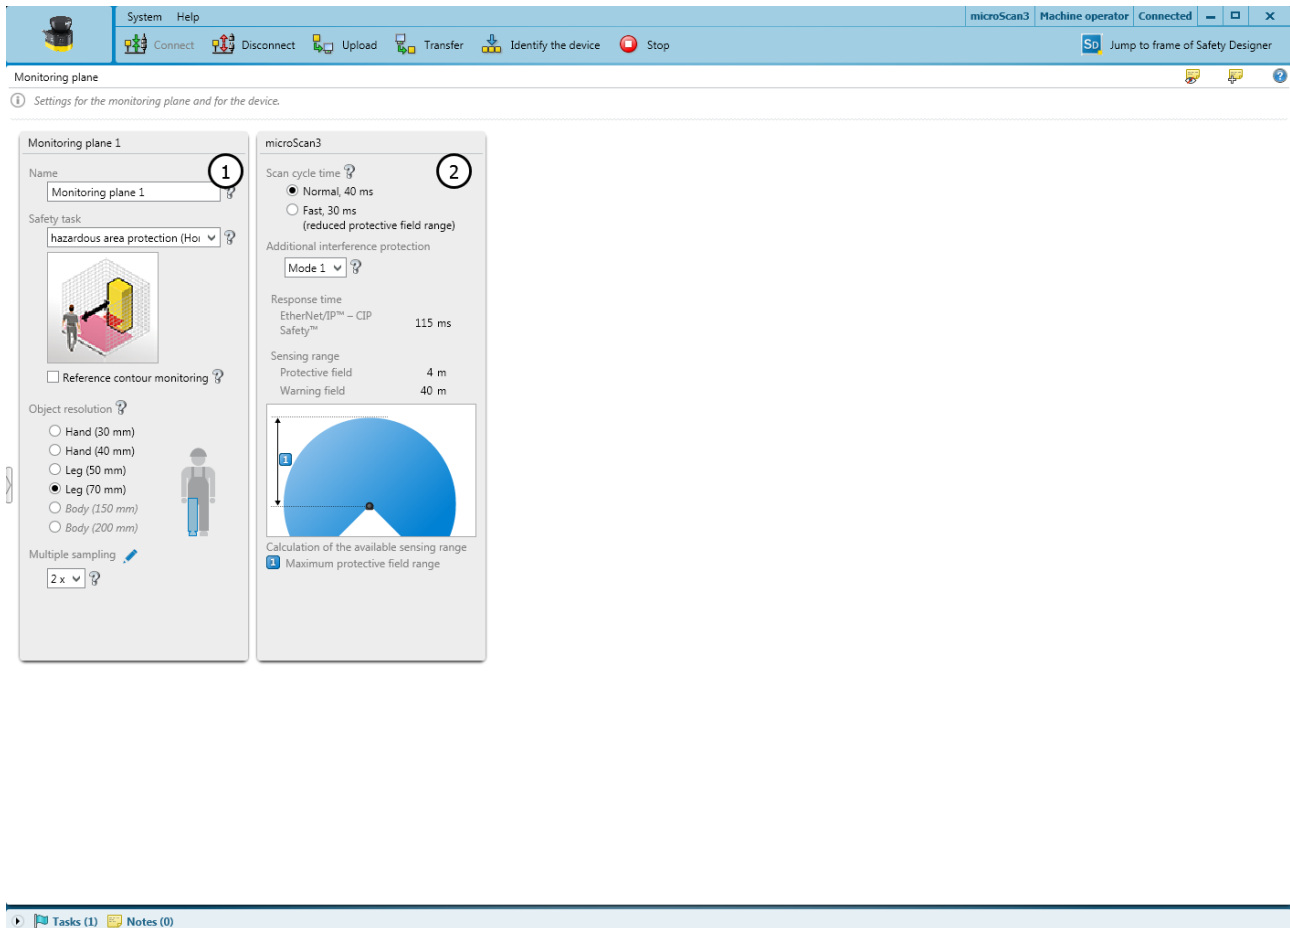 System Help
microScan3 Machine operator Connected
Connect Disconnect Upload Transfer Identify the device Stop
SD Jump to frame of Safety Designer
Monitoring plane
Settings for the monitoring plane and for the device.
Monitoring plane 1
1
Name
Monitoring plane 1
Safety task
hazardous area protection (Hor
Reference contour monitoring
Object resolution
Hand (30 mm)
Hand (40 mm)
Leg (50 mm)
Leg (70 mm)
Body (150 mm)
Body (200 mm)
Multiple sampling
2 x
microScan3
2
Scan cycle time
Normal, 40 ms
Fast, 30 ms
(reduced protective field range)
Additional interference protection
Mode 1
Response time
EtherNet/IP™ – CIP
Safety™ 115 ms
Sensing range
Protective field 4 m
Warning field 40 m
1
Calculation of the available sensing range
1 Maximum protective field range
Tasks (1) Notes (0)